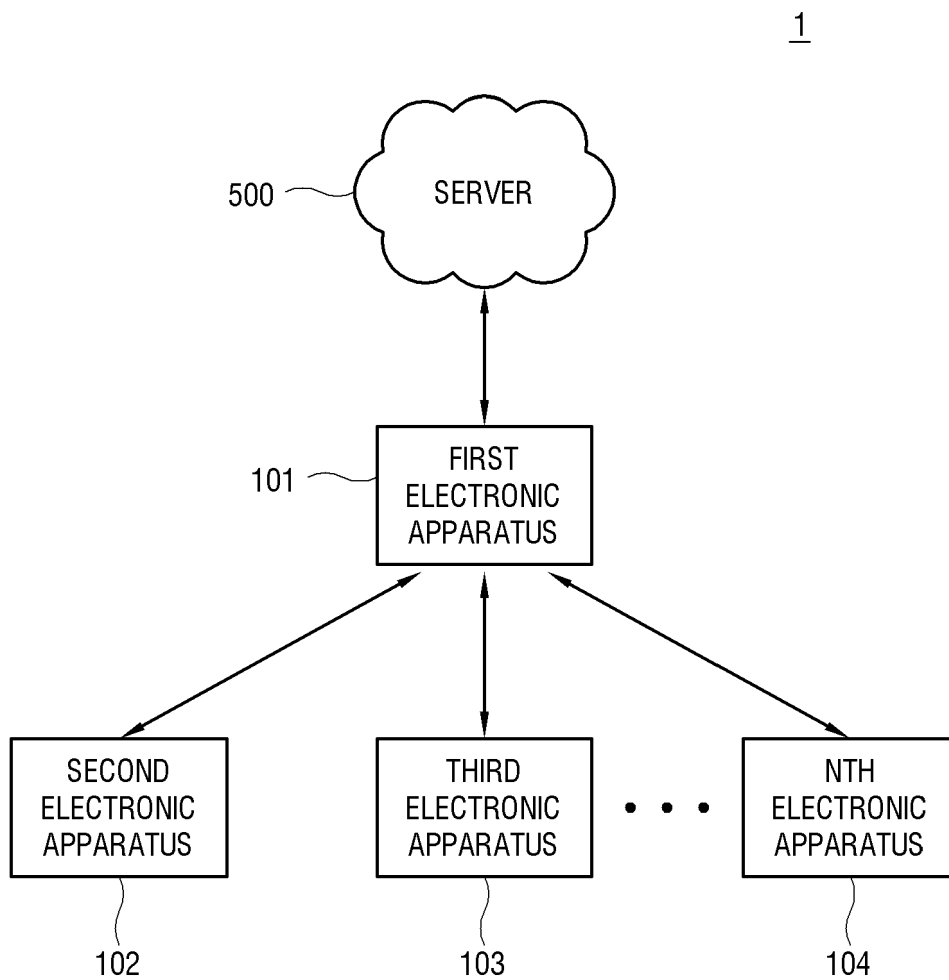 1
SERVER
500
FIRST
ELECTRONIC
APPARATUS
101
SECOND
ELECTRONIC
APPARATUS
THIRD
ELECTRONIC
APPARATUS
• • •
NTH
ELECTRONIC
APPARATUS
102
103
104